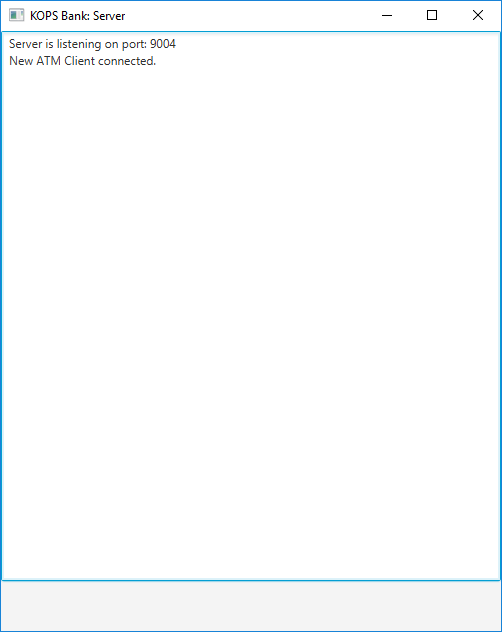 KOPS Bank: Server
Server is listening on port: 9004
New ATM Client connected.